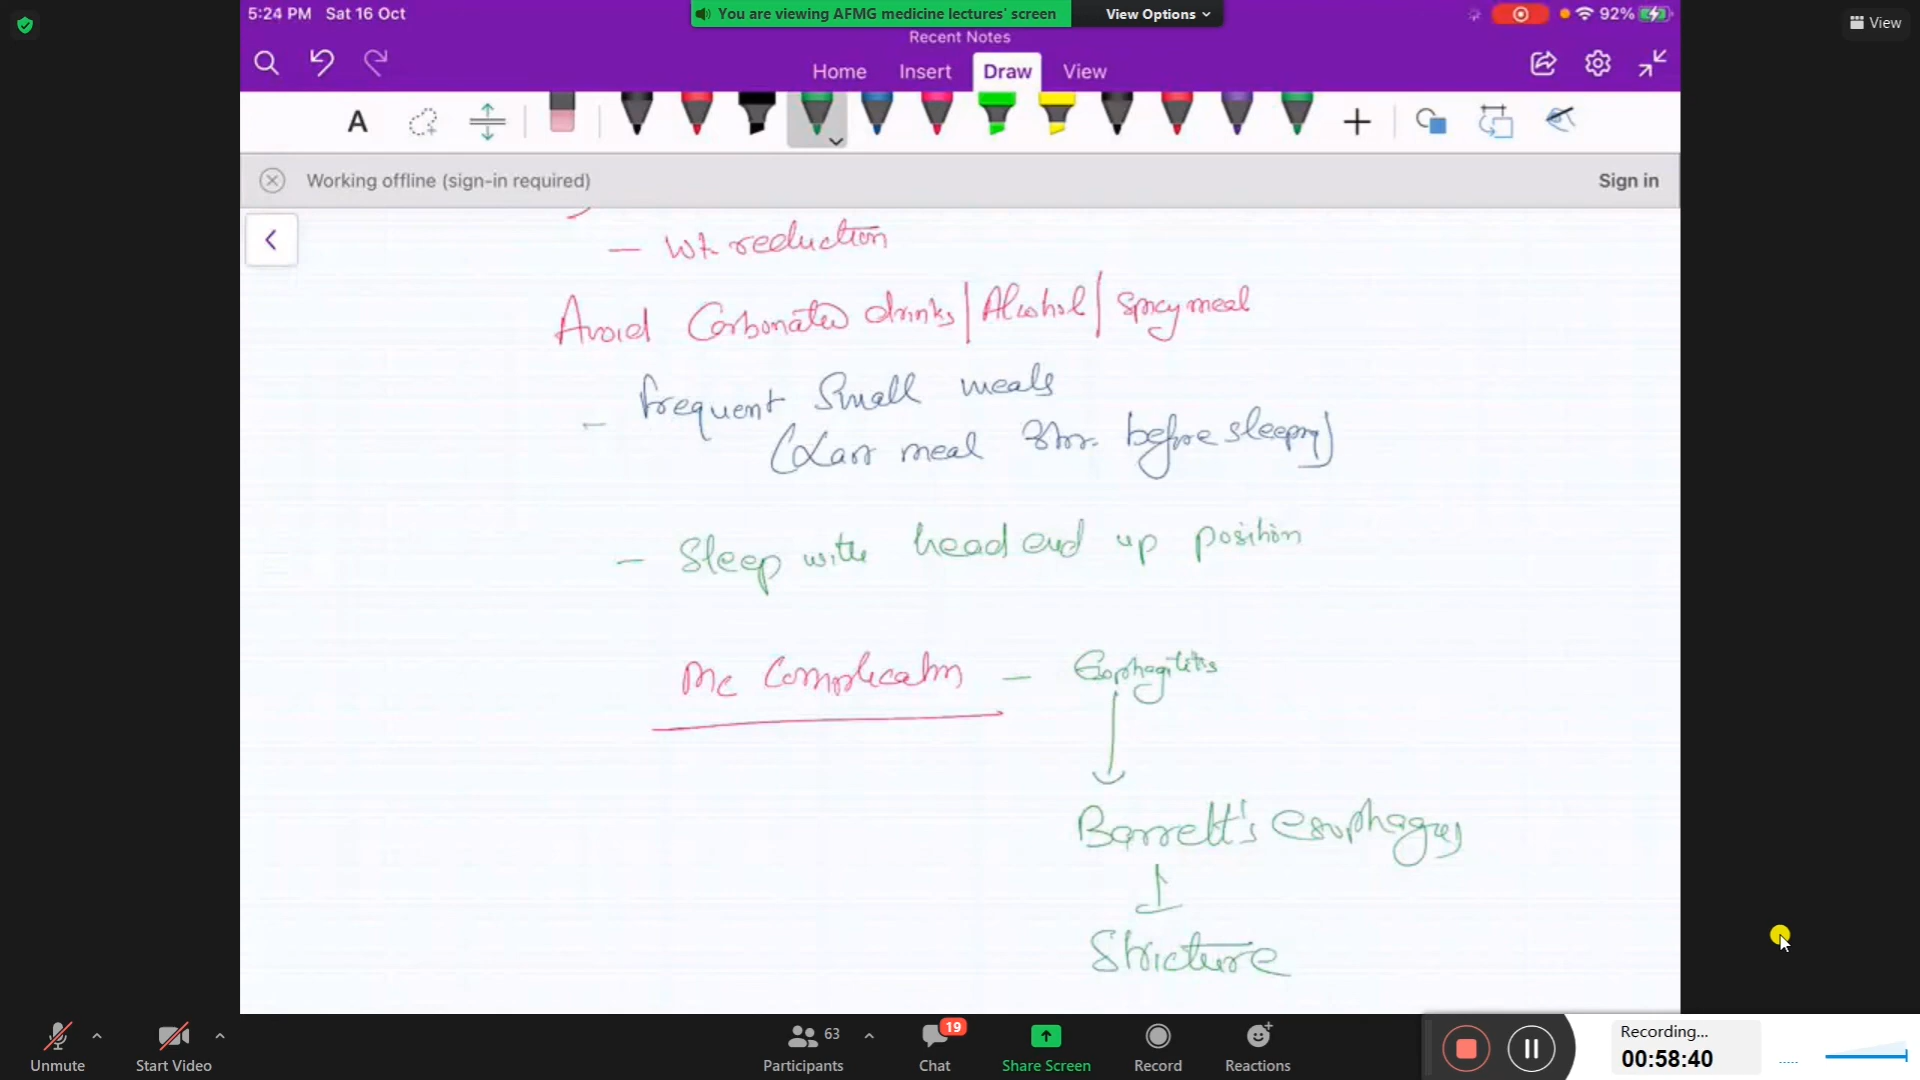 5:24 PM Sat 16 Oct
You are viewing AFMG medicine lectures' screen
View Options
92%
View
Recent Notes
Home Insert Draw View
A
Working offline (sign-in required)
Sign in
- Wt reduction
Avoid Carbonated drinks | Alcohol | Spicy meal
- frequent Small meals
(Last meal 3hr. before sleeping)
- Sleep with head end up position
Mc Complication - Esophagitits
Barrett's esophagus
Stricture
Unmute
Start Video
63
Participants
19
Chat
Share Screen
Record
Reactions
Recording...
00:58:40